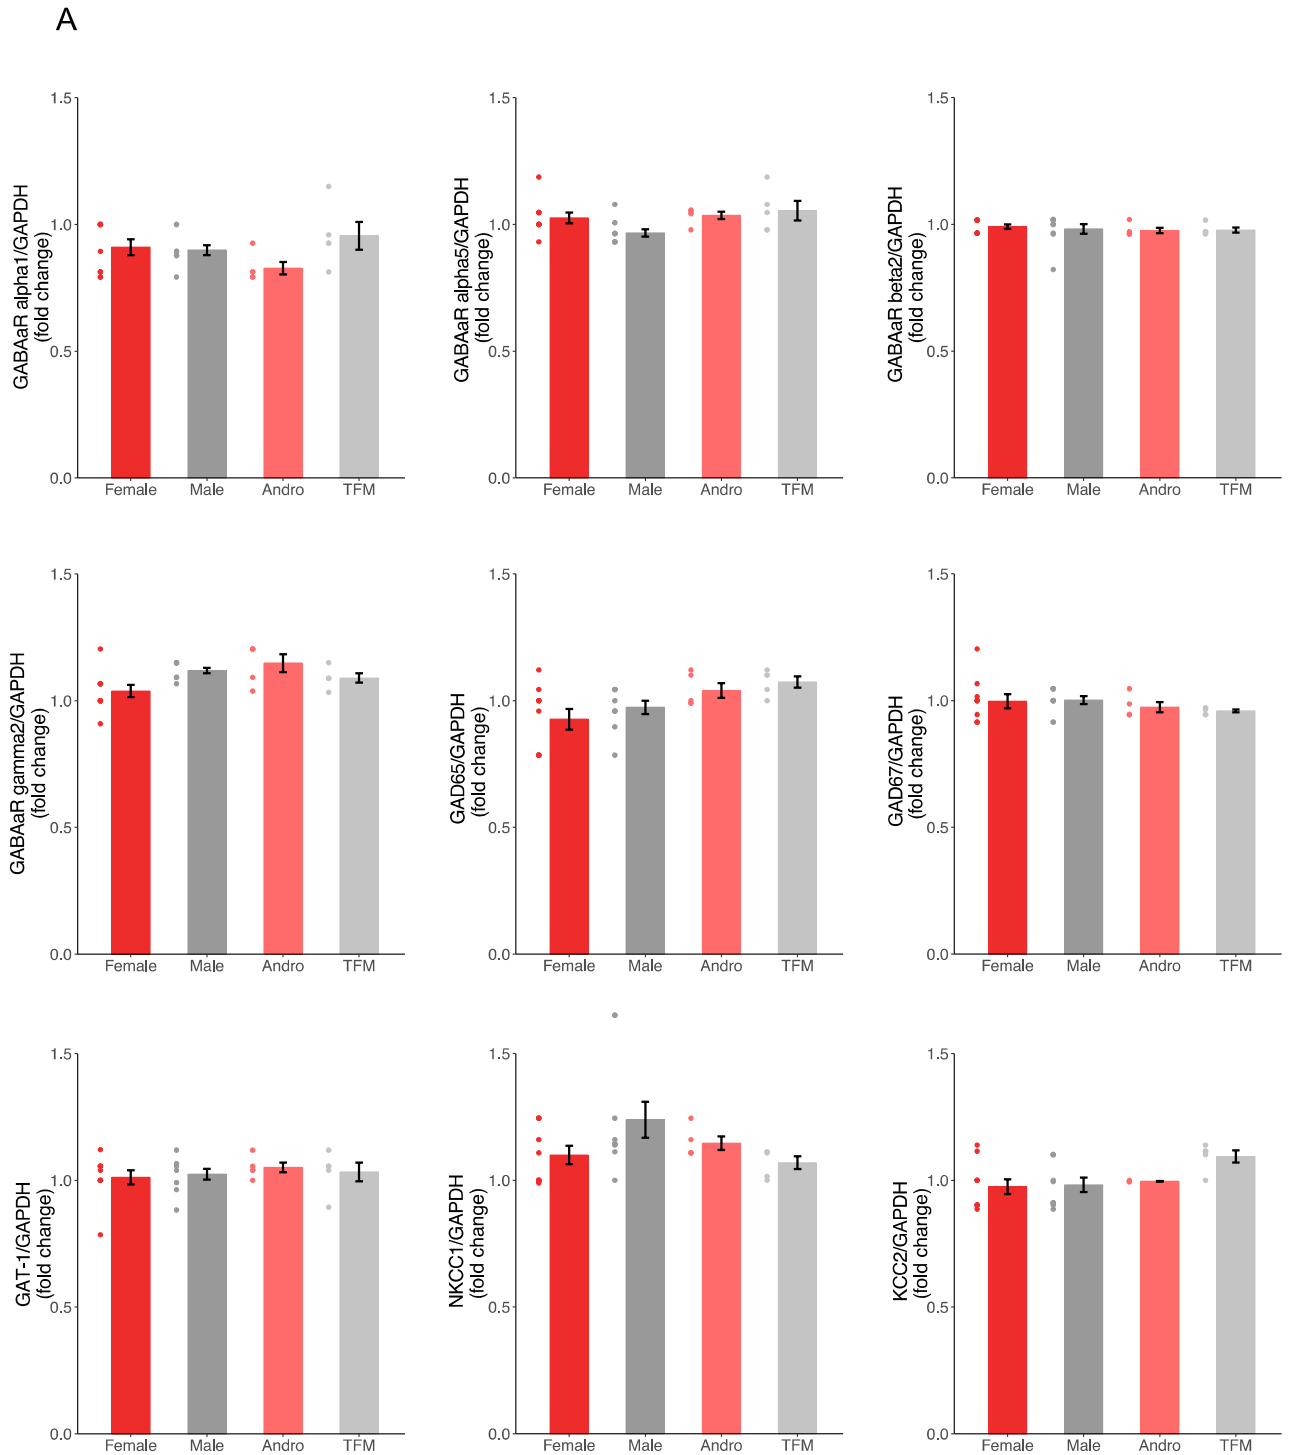 A
GABAaR alpha1/GAPDH
(fold change)
1.5
1.0
0.5
0.0
Female Male Andro TFM
GABAaR alpha5/GAPDH
(fold change)
1.5
1.0
0.5
0.0
Female Male Andro TFM
GABAaR beta2/GAPDH
(fold change)
1.5
1.0
0.5
0.0
Female Male Andro TFM
GABAaR gamma2/GAPDH
(fold change)
1.5
1.0
0.5
0.0
Female Male Andro TFM
GAD65/GAPDH
(fold change)
1.5
1.0
0.5
0.0
Female Male Andro TFM
GAD67/GAPDH
(fold change)
1.5
1.0
0.5
0.0
Female Male Andro TFM
GAT-1/GAPDH
(fold change)
1.5
1.0
0.5
0.0
Female Male Andro TFM
NKCC1/GAPDH
(fold change)
1.5
1.0
0.5
0.0
Female Male Andro TFM
KCC2/GAPDH
(fold change)
1.5
1.0
0.5
0.0
Female Male Andro TFM